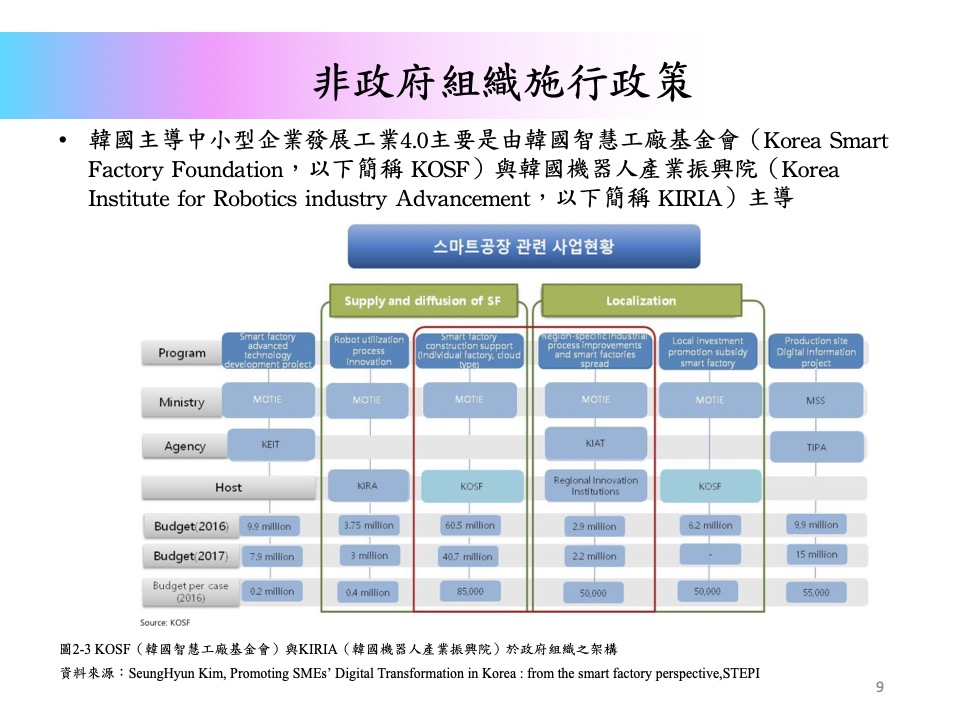 非政府組織施行政策
• 韓國主導中小型企業發展工業4.0主要是由韓國智慧工廠基金會（Korea Smart
Factory Foundation，以下簡稱 KOSF）與韓國機器人產業振興院（Korea
Institute for Robotics industry Advancement，以下簡稱 KIRIA）主導
스마트공장 관련 사업현황
Supply and diffusion of SF
Localization
Program
Smart factory
advanced
technology
development project
Robot utilization
process
innovation
Smart factory
construction support
(individual factory, cloud
type)
Region-specific industrial
process improvements
and smart factories
spread
Local investment
promotion subsidy
smart factory
Production site
Digital information
project
Ministry
MOTIE
MOTIE
MOTIE
MOTIE
MOTIE
MSS
Agency
KEIT
KIAT
TIPA
Host
KIRA
KOSF
Regional Innovation
Institutions
KOSF
Budget(2016)
9.9 million
3.75 million
60.5 million
2.9 million
6.2 million
9,9 million
Budget(2017)
7.9 million
3 million
40.7 million
2.2 million
-
15 million
Budget per case
(2016)
0.2 million
0.4 million
85,000
50,000
50,000
55,000
Source: KOSF
圖2-3 KOSF（韓國智慧工廠基金會）與KIRIA（韓國機器人產業振興院）於政府組織之架構
資料來源：SeungHyun Kim, Promoting SMEs’ Digital Transformation in Korea : from the smart factory perspective,STEPI
9